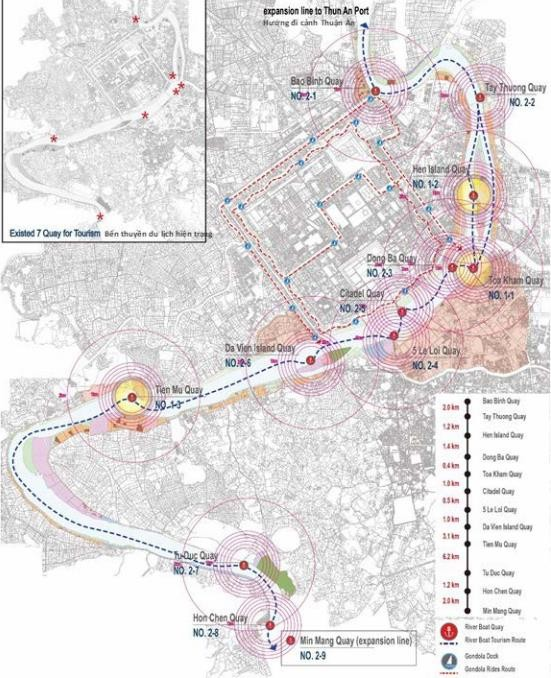 expansion line to Thun An Port
Hướng đi cảnh Thuận An
Bao Binh Quay
NO. 2-1
Tay Thuong Quay
NO. 2-2
Hen Island Quay
NO. 1-2
Existed 7 Quay for Tourism Bến thuyền du lịch hiện trạng
Dong Ba Quay
NO. 2-3
Toa Kham Quay
NO. 1-1
Citadel Quay
NO. 2-5
Da Vien Island Quay
NO. 2-6
5 Le Loi Quay
NO. 2-4
Tien Mu Quay
NO. 1-3
Tu Duc Quay
NO. 2-7
Hon Chen Quay
NO. 2-8
Min Mang Quay (expansion line)
NO. 2-9
Bao Binh Quay
2.0 km
Tay Thuong Quay
1.2 km
Hen Island Quay
1.4 km
Dong Ba Quay
0.4 km
Toa Kham Quay
1.0 km
Citadel Quay
0.5 km
5 Le Loi Quay
1.0 km
Da Vien Island Quay
3.1 km
Tien Mu Quay
6.2 km
Tu Duc Quay
1.2 km
Hon Chen Quay
2.0 km
Min Mang Quay
River Boat Quay
River Boat Tourism Route
Gondola Dock
Gondola Rides Route